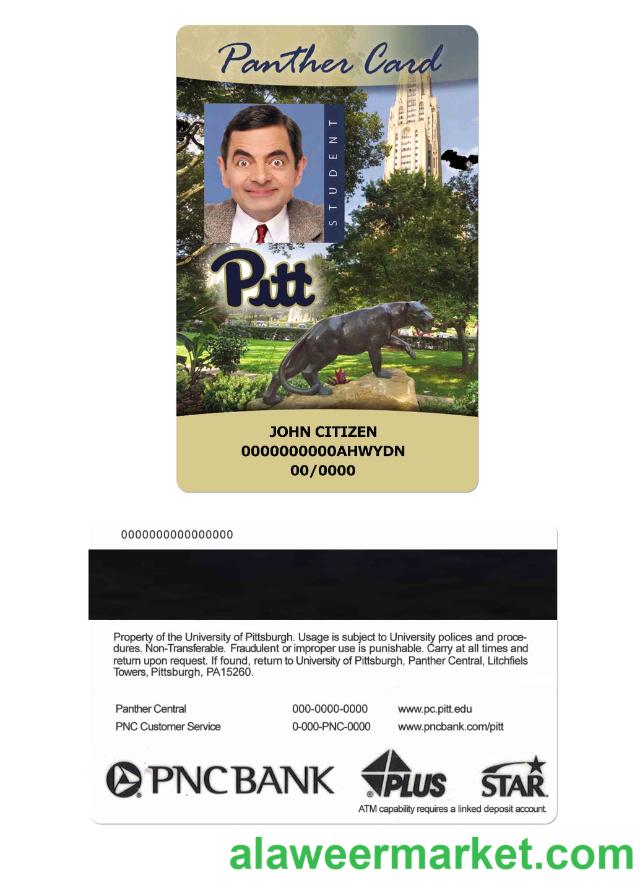 Panther Card
STUDENT
Pitt
JOHN CITIZEN
0000000000AHWYDN
00/0000
0000000000000000
Property of the University of Pittsburgh. Usage is subject to University polices and proce-
dures. Non-Transferable. Fraudulent or improper use is punishable. Carry at all times and
return upon request. If found, return to University of Pittsburgh, Panther Central, Litchfiels
Towers, Pittsburgh, PA15260.
Panther Central 000-0000-0000 www.pc.pitt.edu
PNC Customer Service 0-000-PNC-0000 www.pncbank.com/pitt
PNC BANK PLUS STAR
ATM capability requires a linked deposit account.
alaweermarket.com